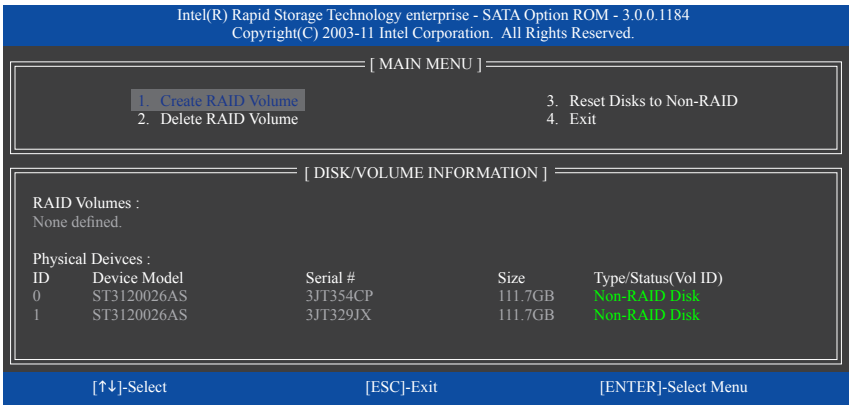 Intel(R) Rapid Storage Technology enterprise - SATA Option ROM - 3.0.0.1184
Copyright(C) 2003-11 Intel Corporation. All Rights Reserved.
[ MAIN MENU ]
1. Create RAID Volume 3. Reset Disks to Non-RAID
2. Delete RAID Volume 4. Exit
[ DISK/VOLUME INFORMATION ]
RAID Volumes :
None defined.
Physical Deivces :
ID Device Model Serial # Size Type/Status(Vol ID)
0 ST3120026AS 3JT354CP 111.7GB Non-RAID Disk
1 ST3120026AS 3JT329JX 111.7GB Non-RAID Disk
[↑↓]-Select [ESC]-Exit [ENTER]-Select Menu